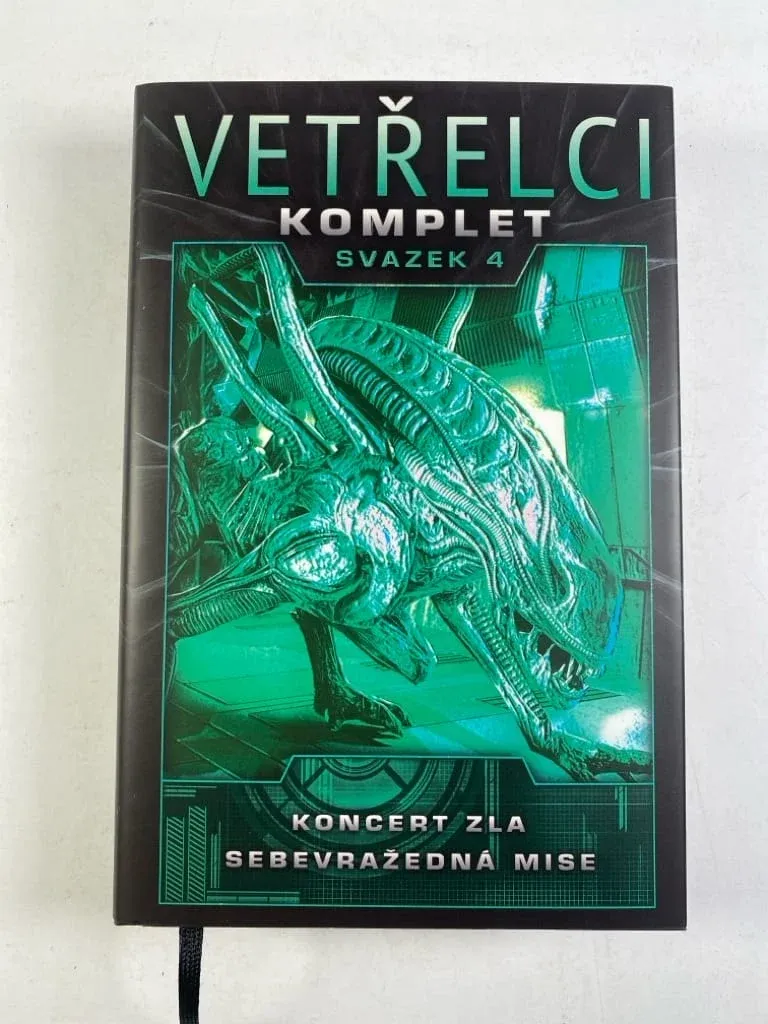 VETŘELCI
KOMPLET
SVAZEK 4
KONCERT ZLA
SEBEVRAŽEDNÁ MISE